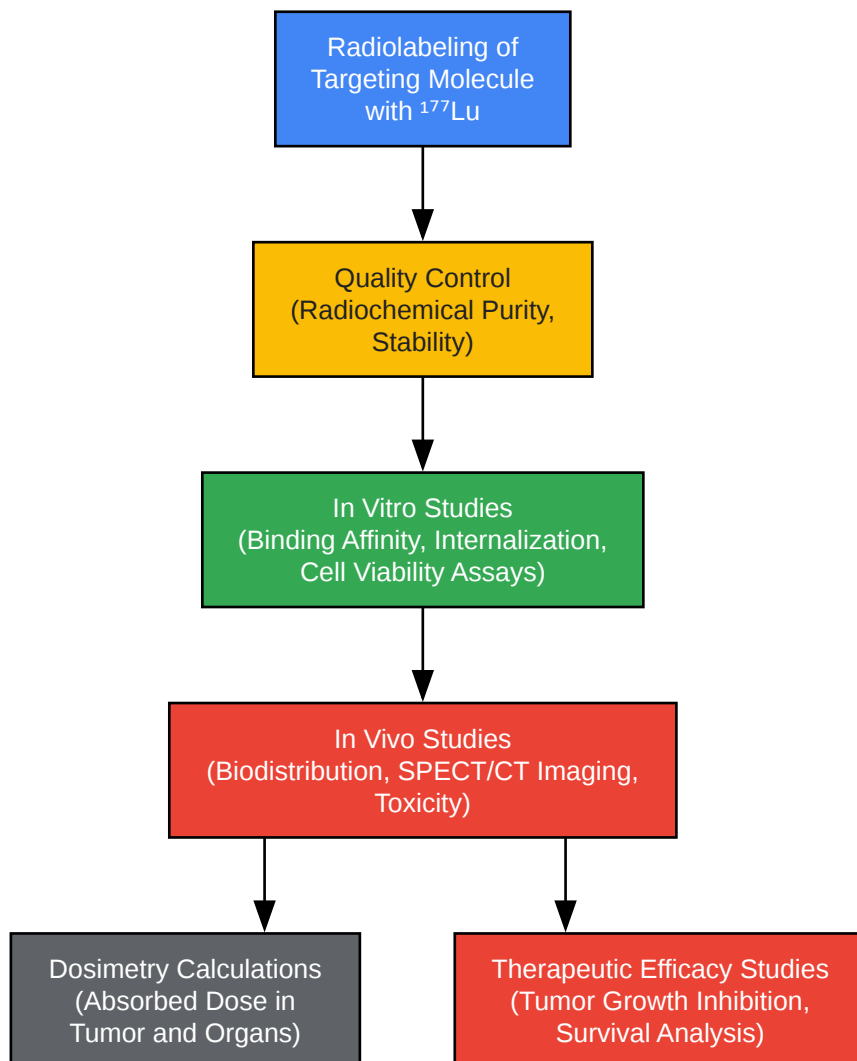 Radiolabeling of
Targeting Molecule
with ¹⁷⁷Lu
Quality Control
(Radiochemical Purity,
Stability)
In Vitro Studies
(Binding Affinity, Internalization,
Cell Viability Assays)
In Vivo Studies
(Biodistribution, SPECT/CT Imaging,
Toxicity)
Dosimetry Calculations
(Absorbed Dose in
Tumor and Organs)
Therapeutic Efficacy Studies
(Tumor Growth Inhibition,
Survival Analysis)